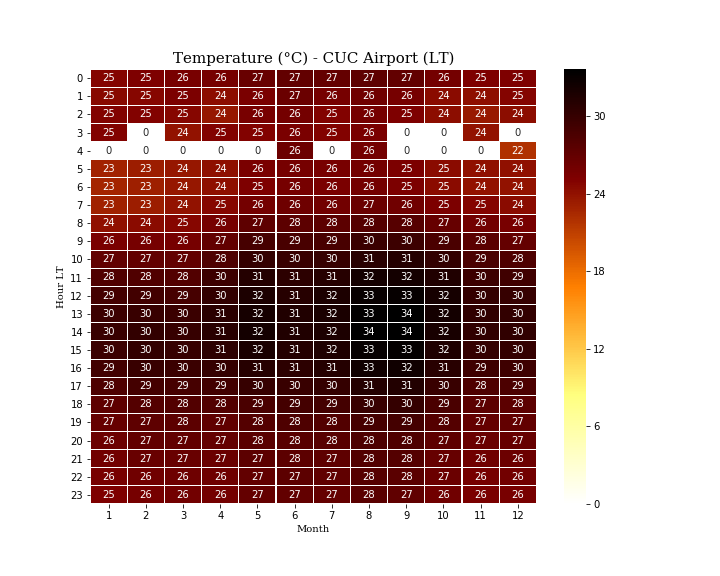 Temperature (°C) - CUC Airport (LT)
0 25 25 26 26 27 27 27 27 27 26 25 25
1 25 25 25 24 26 27 26 26 26 24 24 25
2 25 25 25 24 26 26 25 26 25 24 24 24
3 25 0 24 25 25 26 25 26 0 0 24 0
4 0 0 0 0 0 26 0 26 0 0 0 22
5 23 23 24 24 26 26 26 26 25 25 24 24
6 23 23 24 24 25 26 26 26 25 25 24 24
7 23 23 24 25 26 26 26 27 26 25 25 24
8 24 24 25 26 27 28 28 28 28 27 26 26
9 26 26 26 27 29 29 29 30 30 29 28 27
10 27 27 27 28 30 30 30 31 31 30 29 28
11 28 28 28 30 31 31 31 32 32 31 30 29
12 29 29 29 30 32 31 32 33 33 32 30 30
13 30 30 30 31 32 31 32 33 34 32 30 30
14 30 30 30 31 32 31 32 34 34 32 30 30
15 30 30 30 31 32 31 32 33 33 32 30 30
16 29 30 30 30 31 31 31 33 32 31 29 30
17 28 29 29 29 30 30 30 31 31 30 28 29
18 27 28 28 28 29 29 29 30 30 29 27 28
19 27 27 28 27 28 28 28 29 29 28 27 27
20 26 27 27 27 28 28 28 28 28 27 27 27
21 26 27 27 27 27 28 27 28 28 27 26 26
22 26 26 26 26 27 27 27 28 28 27 26 26
23 25 26 26 26 27 27 27 28 27 26 26 26
1 2 3 4 5 6 7 8 9 10 11 12
Month
Hour LT
30
24
18
12
6
0